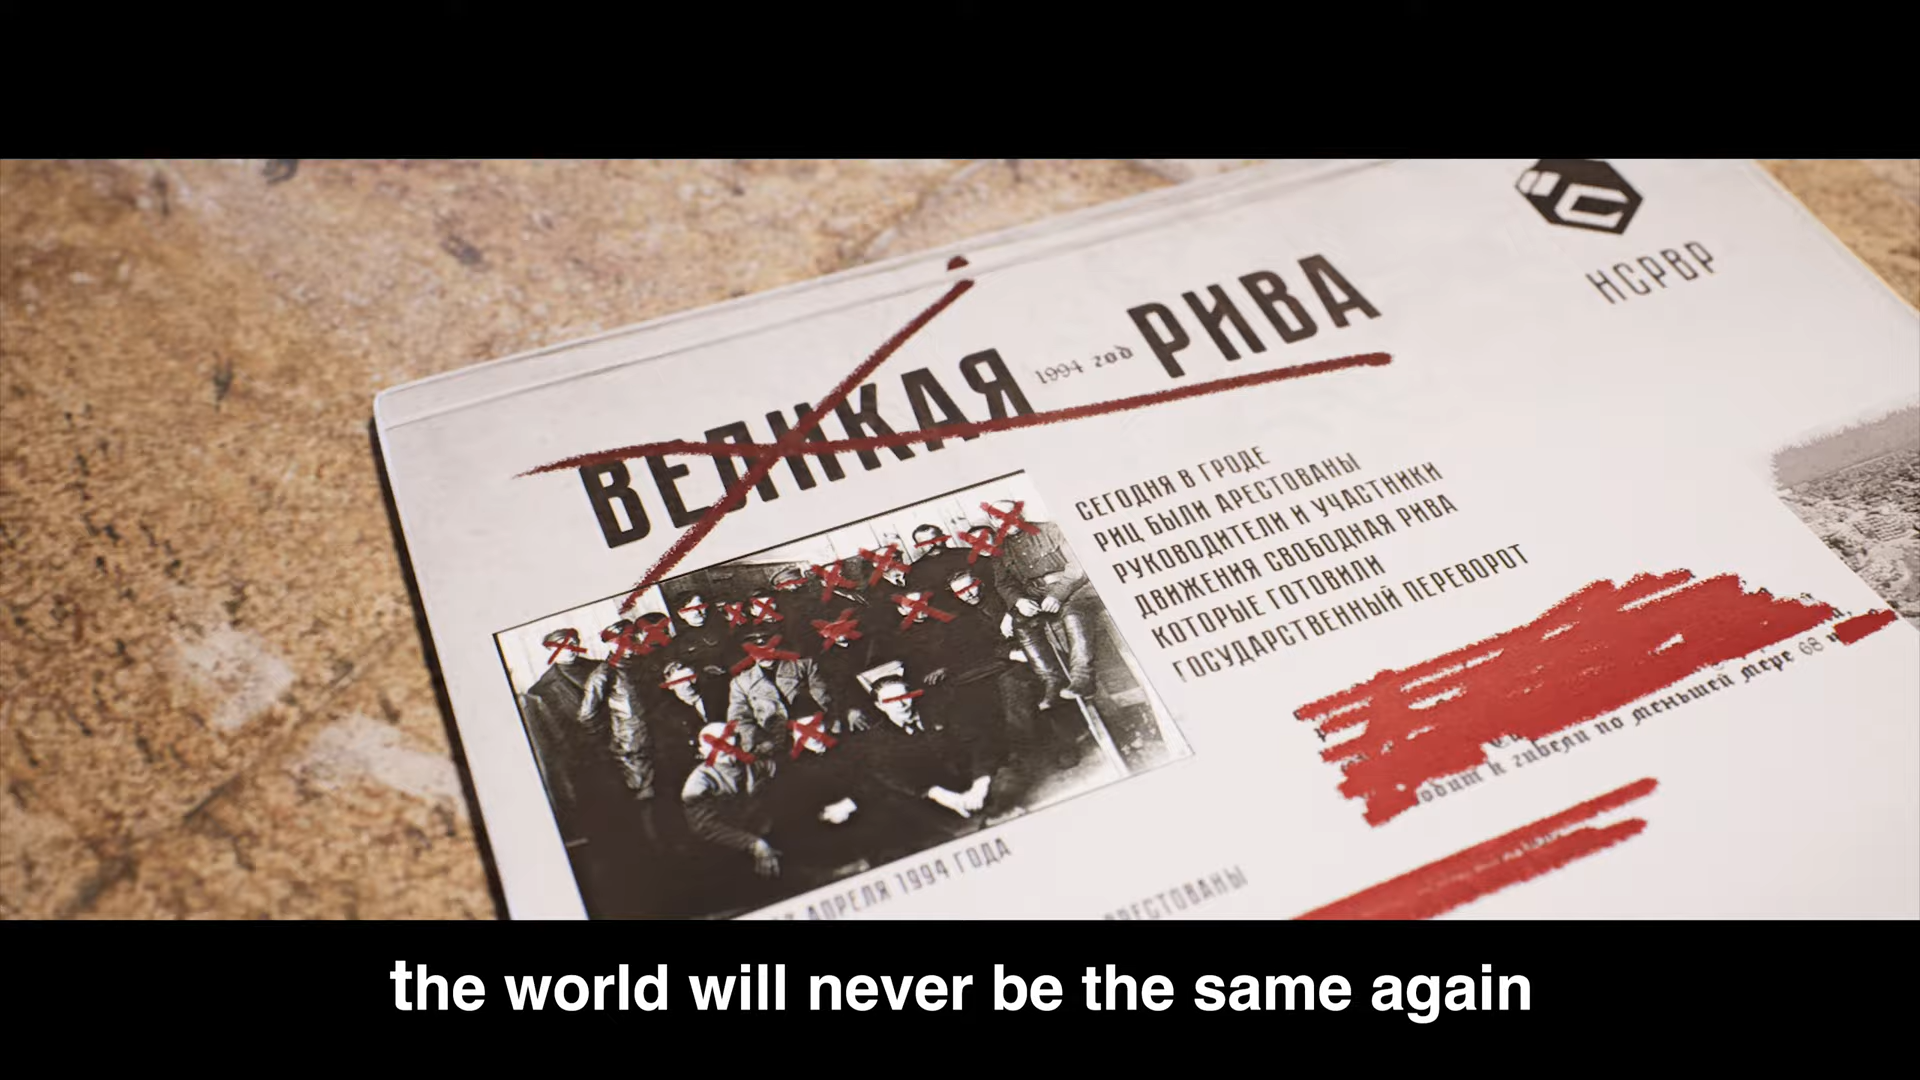 НСРВР
ВЕЛИКАЯ 1994 год РИВА
СЕГОДНЯ В ГРОДЕ
РИЦ БЫЛИ АРЕСТОВАНЫ
РУКОВОДИТЕЛИ И УЧАСТНИКИ
ДВИЖЕНИЯ СВОБОДНАЯ РИВА
КОТОРЫЕ ГОТОВИЛИ
ГОСУДАРСТВЕННЫЙ ПЕРЕВОРОТ
к гибели по меньшей мере 68
АПРЕЛЯ 1994 ГОДА
АРЕСТОВАНЫ
the world will never be the same again